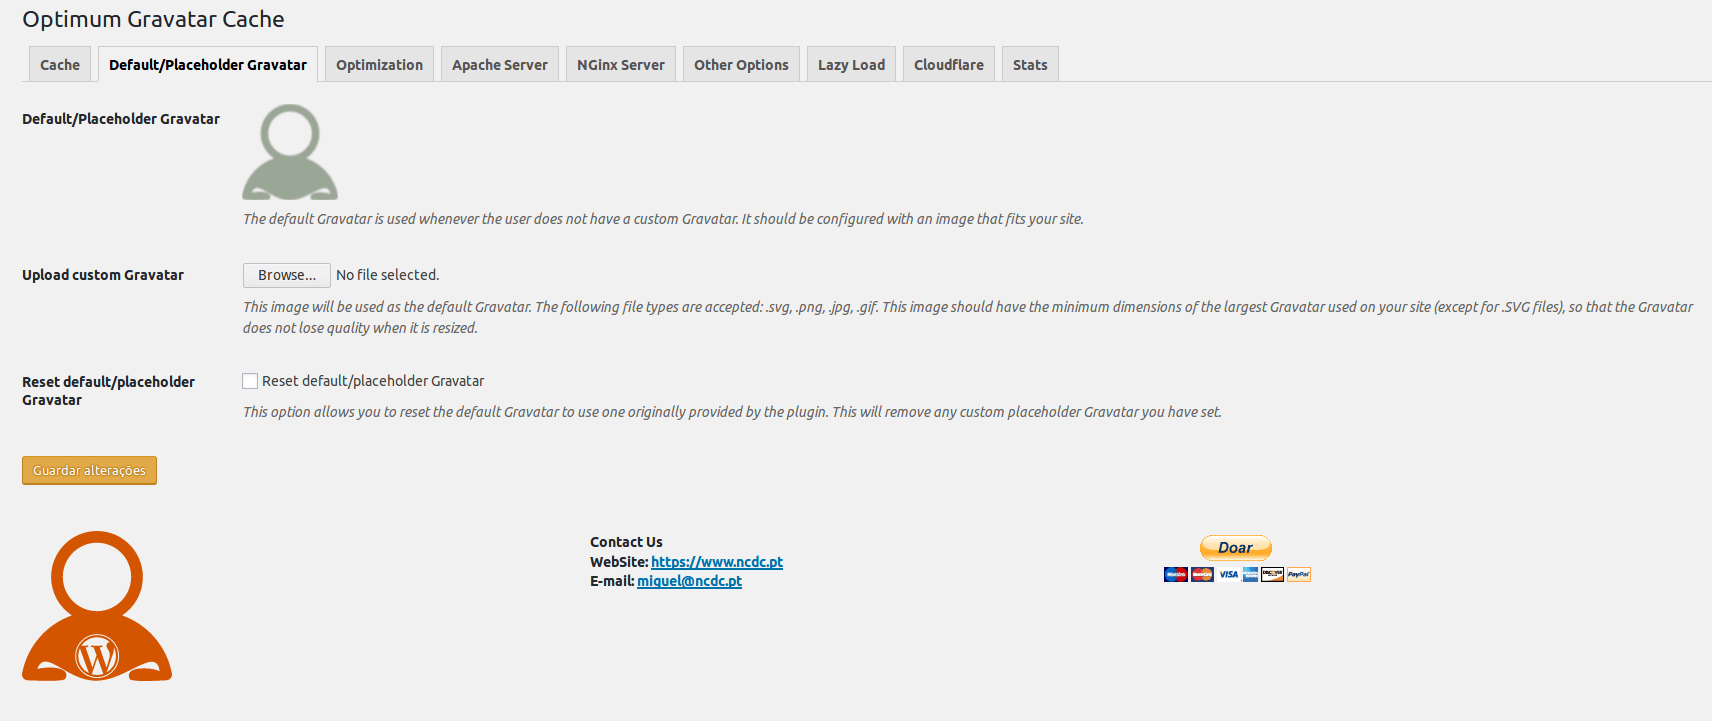 Optimum Gravatar Cache
Cache
Default/Placeholder Gravatar
Optimization
Apache Server
NGinx Server
Other Options
Lazy Load
Cloudflare
Stats
Default/Placeholder Gravatar
The default Gravatar is used whenever the user does not have a custom Gravatar. It should be configured with an image that fits your site.
Upload custom Gravatar
Browse... No file selected.
This image will be used as the default Gravatar. The following file types are accepted: .svg, .png, .jpg, .gif. This image should have the minimum dimensions of the largest Gravatar used on your site (except for .SVG files), so that the Gravatar
does not lose quality when it is resized.
Reset default/placeholder
Gravatar
Reset default/placeholder Gravatar
This option allows you to reset the default Gravatar to use one originally provided by the plugin. This will remove any custom placeholder Gravatar you have set.
Guardar alterações
Contact Us
WebSite: https://www.ncdc.pt
E-mail: miguel@ncdc.pt
Doar
VISA
PayPal